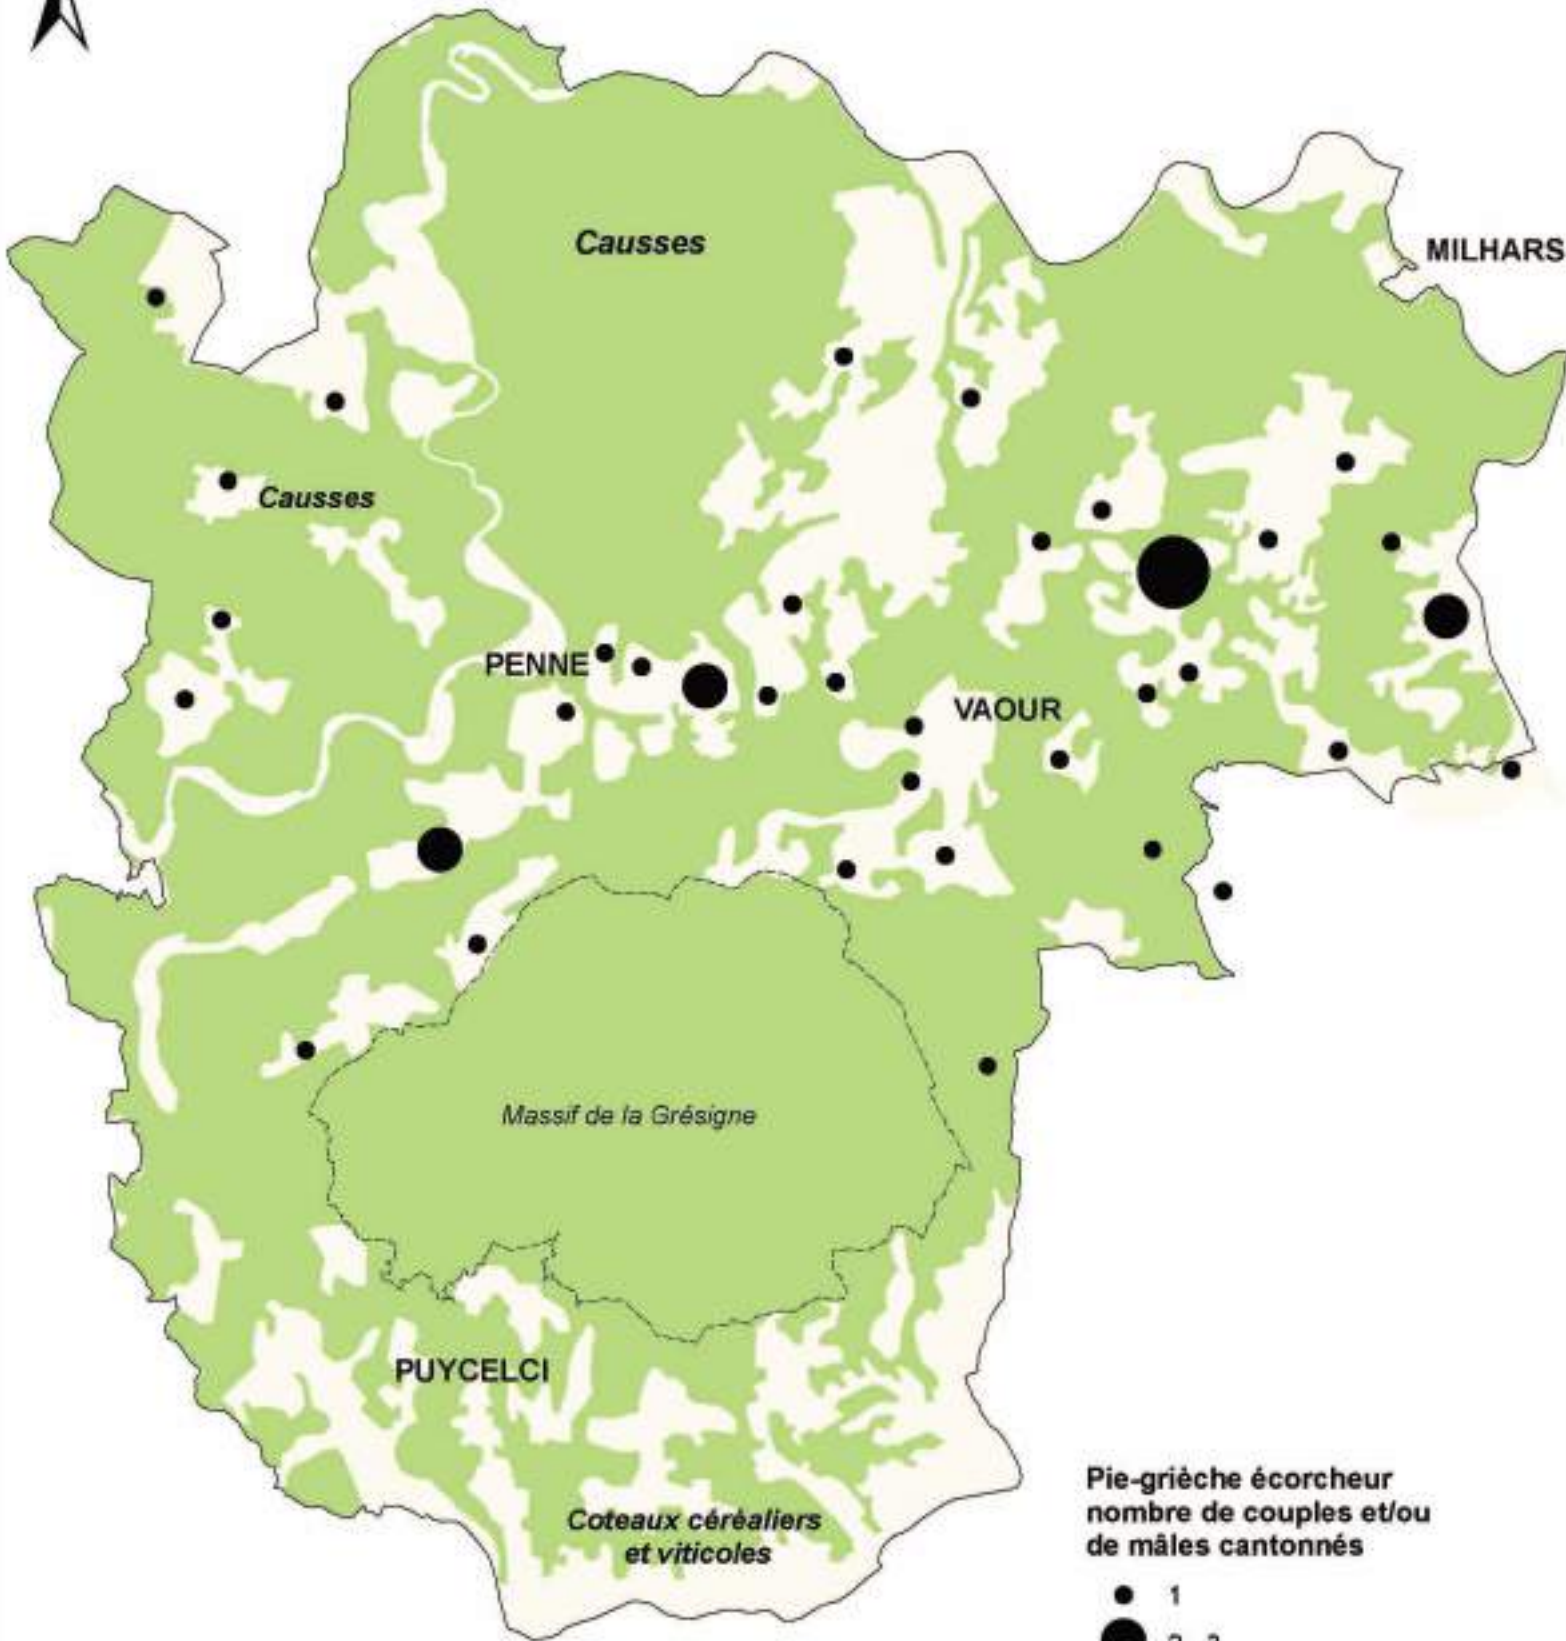 Causses
MILHARS
Causses
PENNE
VAOUR
Massif de la Grésigne
PUYCELCI
Coteaux céréaliers
et viticoles
Pie-grièche écorcheur
nombre de couples et/ou
de mâles cantonnés
1